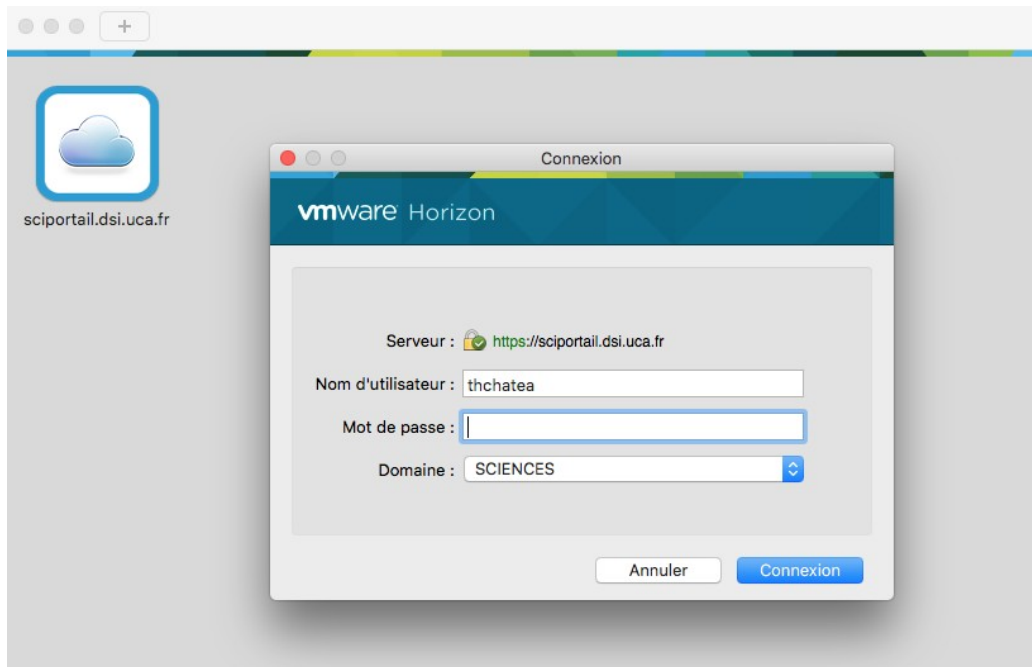 +
sciportail.dsi.uca.fr
Connexion
vmware Horizon
Serveur : https://sciportail.dsi.uca.fr
Nom d'utilisateur : thchatea
Mot de passe :
Domaine : SCIENCES
Annuler Connexion